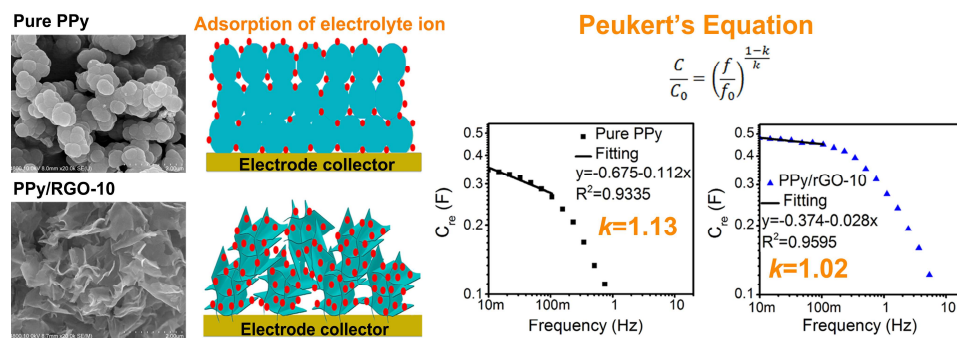 Pure PPy
Adsorption of electrolyte ion
Electrode collector
PPy/RGO-10
Electrode collector
Peukert's Equation
C/C₀ = (f/f₀)^((1-k)/k)
C_re (F)
0.5
0.4
0.3
0.2
0.1
Pure PPy
Fitting
y=-0.675-0.112x
R²=0.9335
k=1.13
10m 100m 1 10
Frequency (Hz)
C_re (F)
0.5
0.4
0.3
0.2
0.1
PPy/rGO-10
Fitting
y=-0.374-0.028x
R²=0.9595
k=1.02
10m 100m 1 10
Frequency (Hz)